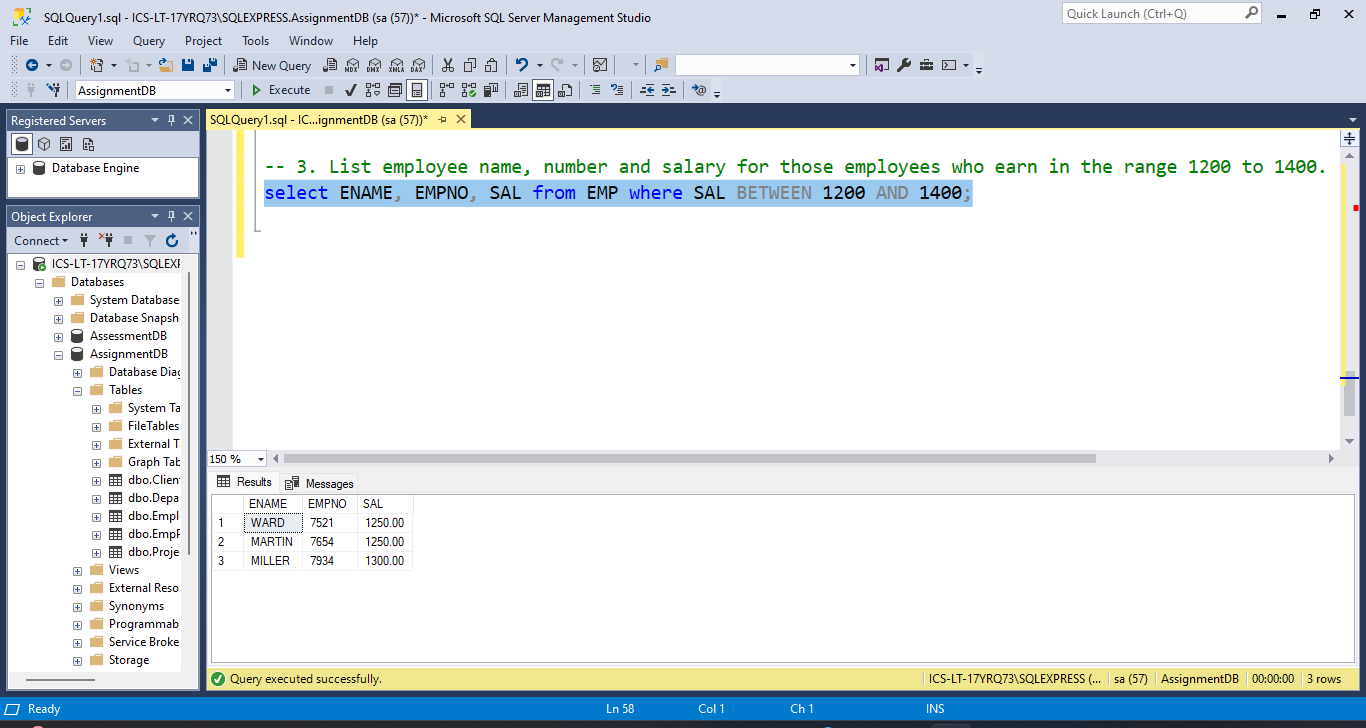 SQLQuery1.sql - ICS-LT-17YRQ73\SQLEXPRESS.AssignmentDB (sa (57))* - Microsoft SQL Server Management Studio
Quick Launch (Ctrl+Q)
File Edit View Query Project Tools Window Help
New Query MDX DMX XMLA DAX
AssignmentDB Execute
Registered Servers
SQLQuery1.sql - IC...ignmentDB (sa (57))*
Database Engine
Object Explorer
Connect
ICS-LT-17YRQ73\SQLEXP
Databases
System Database
Database Snapsh
AssessmentDB
AssignmentDB
Database Diag
Tables
System Ta
FileTables
External T
Graph Tab
dbo.Clien
dbo.Depa
dbo.Empl
dbo.EmpP
dbo.Proje
Views
External Reso
Synonyms
Programmab
Service Broke
Storage
-- 3. List employee name, number and salary for those employees who earn in the range 1200 to 1400.
select ENAME, EMPNO, SAL from EMP where SAL BETWEEN 1200 AND 1400;
150 %
Results Messages
ENAME EMPNO SAL
1 WARD 7521 1250.00
2 MARTIN 7654 1250.00
3 MILLER 7934 1300.00
Query executed successfully. ICS-LT-17YRQ73\SQLEXPRESS (... sa (57) AssignmentDB 00:00:00 3 rows
Ready Ln 58 Col 1 Ch 1 INS